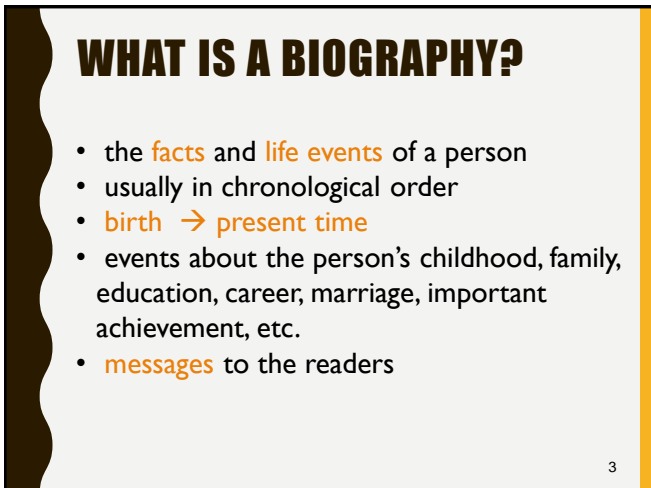 WHAT IS A BIOGRAPHY?
• the facts and life events of a person
• usually in chronological order
• birth → present time
• events about the person’s childhood, family,
education, career, marriage, important
achievement, etc.
• messages to the readers
3